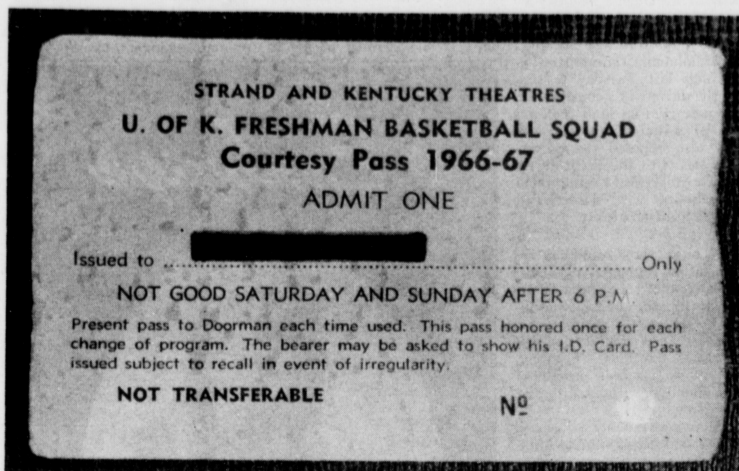 STRAND AND KENTUCKY THEATRES
U. OF K. FRESHMAN BASKETBALL SQUAD
Courtesy Pass 1966-67
ADMIT ONE
Issued to ........ Only
NOT GOOD SATURDAY AND SUNDAY AFTER 6 P.M.
Present pass to Doorman each time used. This pass honored once for each
change of program. The bearer may be asked to show his I.D. Card. Pass
issued subject to recall in event of irregularity.
NOT TRANSFERABLE
Nº